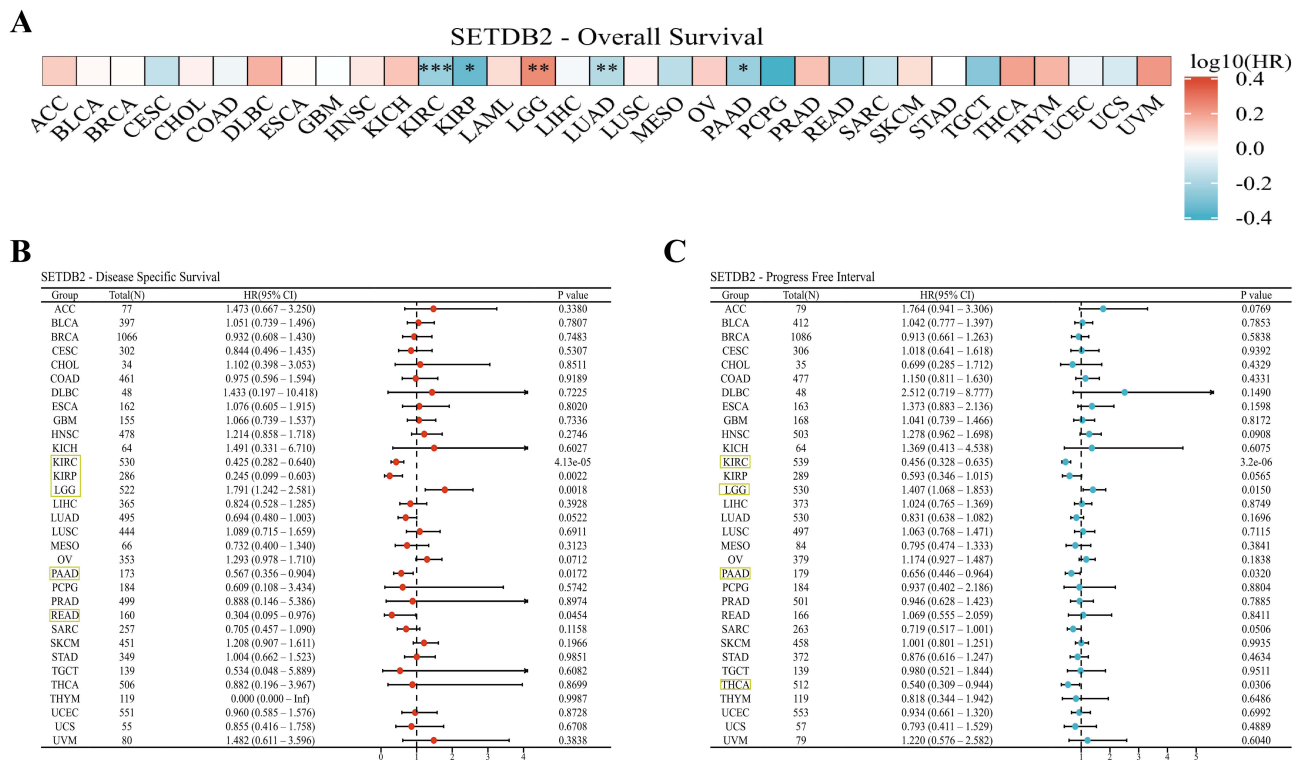 A
SETDB2 - Overall Survival
*** * ** ** *
ACC BLCA BRCA CESC CHOL COAD DLBC ESCA GBM HNSC KICH KIRC KIRP LAML LGG LIHC LUAD LUSC MESO OV PAAD PCPG PRAD READ SARC SKCM STAD TGCT THCA THYM UCEC UCS UVM
log10(HR)
0.4
0.2
0.0
-0.2
-0.4
B
SETDB2 - Disease Specific Survival
Group Total(N) HR(95% CI) P value
ACC 77 1.473 (0.667 – 3.250) 0.3380
BLCA 397 1.051 (0.739 – 1.496) 0.7807
BRCA 1066 0.932 (0.608 – 1.430) 0.7483
CESC 302 0.844 (0.496 – 1.435) 0.5307
CHOL 34 1.102 (0.398 – 3.053) 0.8511
COAD 461 0.975 (0.596 – 1.594) 0.9189
DLBC 48 1.433 (0.197 – 10.418) 0.7225
ESCA 162 1.076 (0.605 – 1.915) 0.8020
GBM 155 1.066 (0.739 – 1.537) 0.7336
HNSC 478 1.214 (0.858 – 1.718) 0.2746
KICH 64 1.491 (0.331 – 6.710) 0.6027
KIRC 530 0.425 (0.282 – 0.640) 4.13e-05
KIRP 286 0.245 (0.099 – 0.603) 0.0022
LGG 522 1.791 (1.242 – 2.581) 0.0018
LIHC 365 0.824 (0.528 – 1.285) 0.3928
LUAD 495 0.694 (0.480 – 1.003) 0.0522
LUSC 444 1.089 (0.715 – 1.659) 0.6911
MESO 66 0.732 (0.400 – 1.340) 0.3123
OV 353 1.293 (0.978 – 1.710) 0.0712
PAAD 173 0.567 (0.356 – 0.904) 0.0172
PCPG 184 0.609 (0.108 – 3.434) 0.5742
PRAD 499 0.888 (0.146 – 5.386) 0.8974
READ 160 0.304 (0.095 – 0.976) 0.0454
SARC 257 0.705 (0.457 – 1.090) 0.1158
SKCM 451 1.208 (0.907 – 1.611) 0.1966
STAD 349 1.004 (0.662 – 1.523) 0.9851
TGCT 139 0.534 (0.048 – 5.889) 0.6082
THCA 506 0.882 (0.196 – 3.967) 0.8699
THYM 119 0.000 (0.000 – Inf) 0.9987
UCEC 551 0.960 (0.585 – 1.576) 0.8728
UCS 55 0.855 (0.416 – 1.758) 0.6708
UVM 80 1.482 (0.611 – 3.596) 0.3838
0 1 2 3 4
C
SETDB2 - Progress Free Interval
Group Total(N) HR(95% CI) P value
ACC 79 1.764 (0.941 – 3.306) 0.0769
BLCA 412 1.042 (0.777 – 1.397) 0.7853
BRCA 1086 0.913 (0.661 – 1.263) 0.5838
CESC 306 1.018 (0.641 – 1.618) 0.9392
CHOL 35 0.699 (0.285 – 1.712) 0.4329
COAD 477 1.150 (0.811 – 1.630) 0.4331
DLBC 48 2.512 (0.719 – 8.777) 0.1490
ESCA 163 1.373 (0.883 – 2.136) 0.1598
GBM 168 1.041 (0.739 – 1.466) 0.8172
HNSC 503 1.278 (0.962 – 1.698) 0.0908
KICH 64 1.369 (0.413 – 4.538) 0.6075
KIRC 539 0.456 (0.328 – 0.635) 3.2e-06
KIRP 286 0.593 (0.346 – 1.015) 0.0565
LGG 530 1.407 (1.068 – 1.853) 0.0150
LIHC 373 1.024 (0.765 – 1.369) 0.8749
LUAD 530 0.831 (0.638 – 1.082) 0.1696
LUSC 497 1.063 (0.768 – 1.471) 0.7115
MESO 84 0.795 (0.474 – 1.333) 0.3841
OV 379 1.174 (0.927 – 1.487) 0.1838
PAAD 179 0.656 (0.446 – 0.964) 0.0320
PCPG 184 0.937 (0.402 – 2.186) 0.8804
PRAD 501 0.946 (0.628 – 1.423) 0.7885
READ 166 1.069 (0.555 – 2.059) 0.8411
SARC 263 0.719 (0.517 – 1.001) 0.0506
SKCM 458 1.001 (0.801 – 1.251) 0.9935
STAD 372 0.876 (0.616 – 1.247) 0.4634
TGCT 139 0.980 (0.521 – 1.844) 0.9511
THCA 512 0.540 (0.309 – 0.944) 0.0306
THYM 119 0.818 (0.344 – 1.942) 0.6486
UCEC 553 0.934 (0.661 – 1.320) 0.6992
UCS 57 0.793 (0.411 – 1.529) 0.4889
UVM 79 1.220 (0.576 – 2.582) 0.6040
1 2 3 4 5